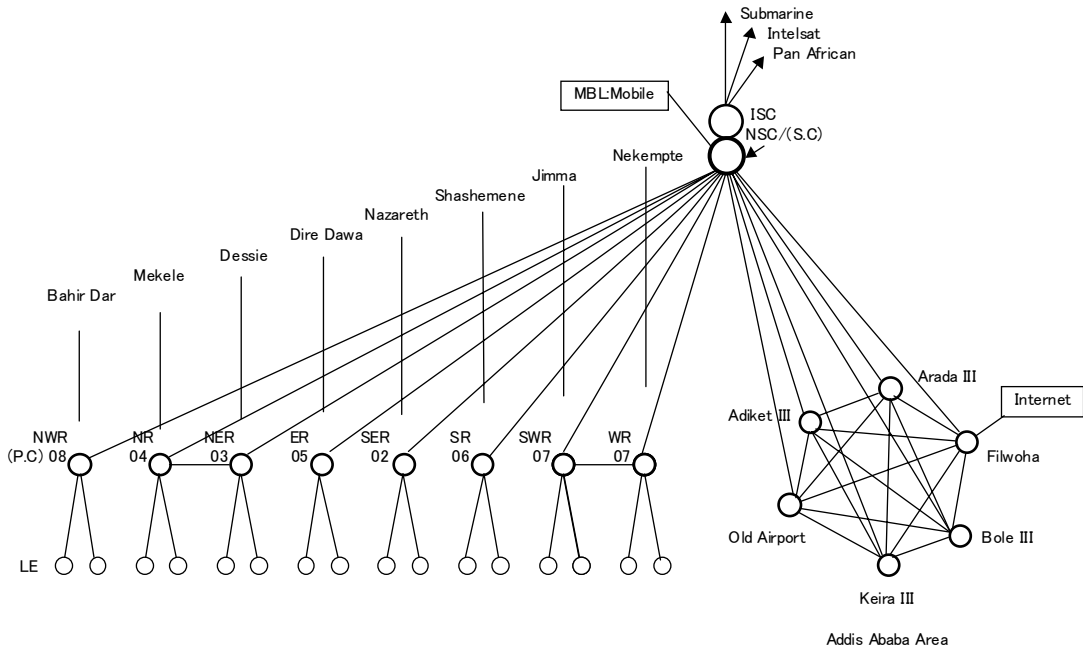 Submarine
Intelsat
Pan African
MBL:Mobile
ISC
NSC/(S.C)
Nekempte
Jimma
Shashemene
Nazareth
Dire Dawa
Dessie
Mekele
Bahir Dar
Arada III
Adiket III
Internet
NWR
(P.C) 08
NR
04
NER
03
ER
05
SER
02
SR
06
SWR
07
WR
07
Filwoha
Old Airport
Bole III
LE
Keira III
Addis Ababa Area